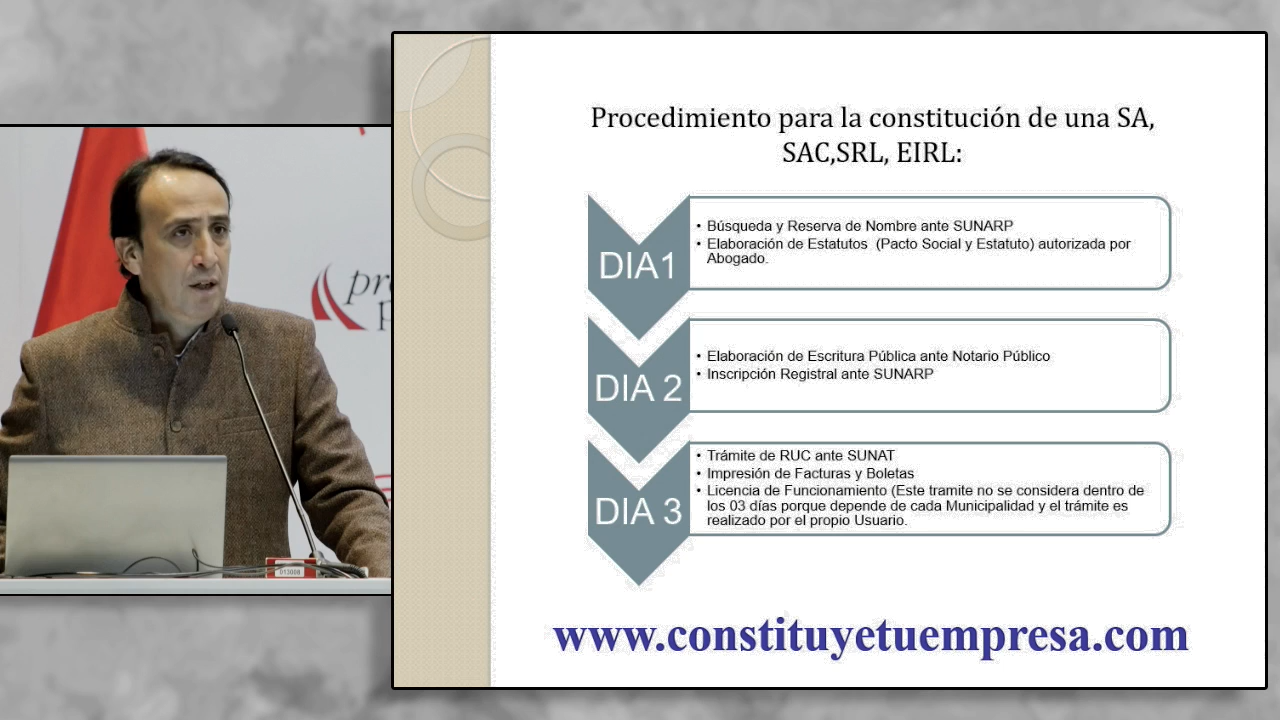 Procedimiento para la constitución de una SA,
SAC,SRL, EIRL:
DIA1
• Búsqueda y Reserva de Nombre ante SUNARP
• Elaboración de Estatutos (Pacto Social y Estatuto) autorizada por
Abogado.
DIA 2
• Elaboración de Escritura Pública ante Notario Público
• Inscripción Registral ante SUNARP
DIA 3
• Trámite de RUC ante SUNAT
• Impresión de Facturas y Boletas
• Licencia de Funcionamiento (Este tramite no se considera dentro de
los 03 días porque depende de cada Municipalidad y el trámite es
realizado por el propio Usuario.
www.constituyetuempresa.com